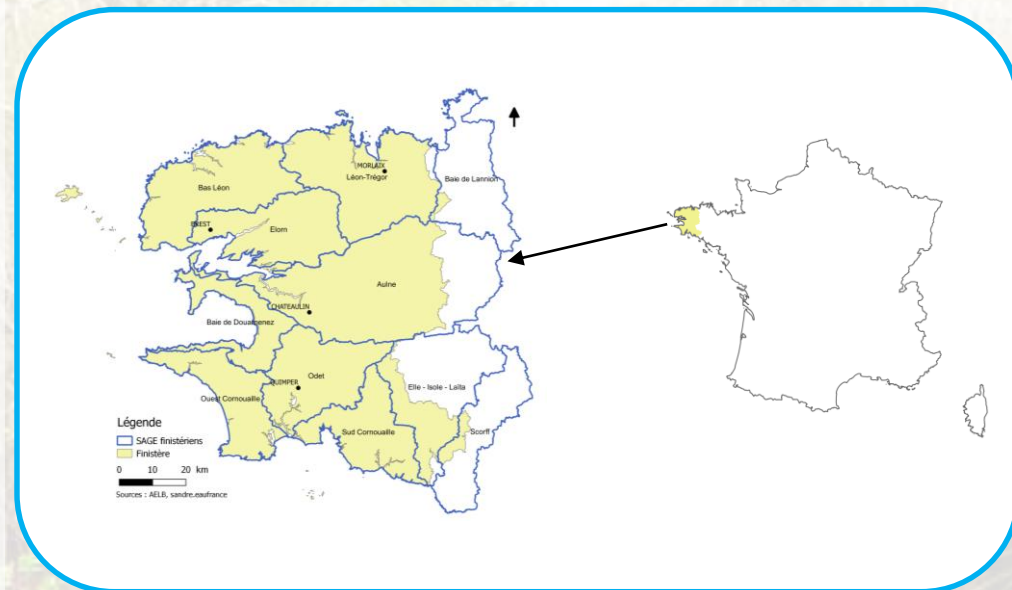 MORLAIX
Léon-Trégor
Baie de Lannion
Bas Léon
BREST
Elorn
Aulne
CHATEAULIN
Baie de Douarnenez
Odet
QUIMPER
Elle - Isole - Laïta
Ouest Cornouaille
Sud Cornouaille
Scorff
Légende
SAGE finistériens
Finistère
0 10 20 km
Sources : AELB, sandre.eaufrance